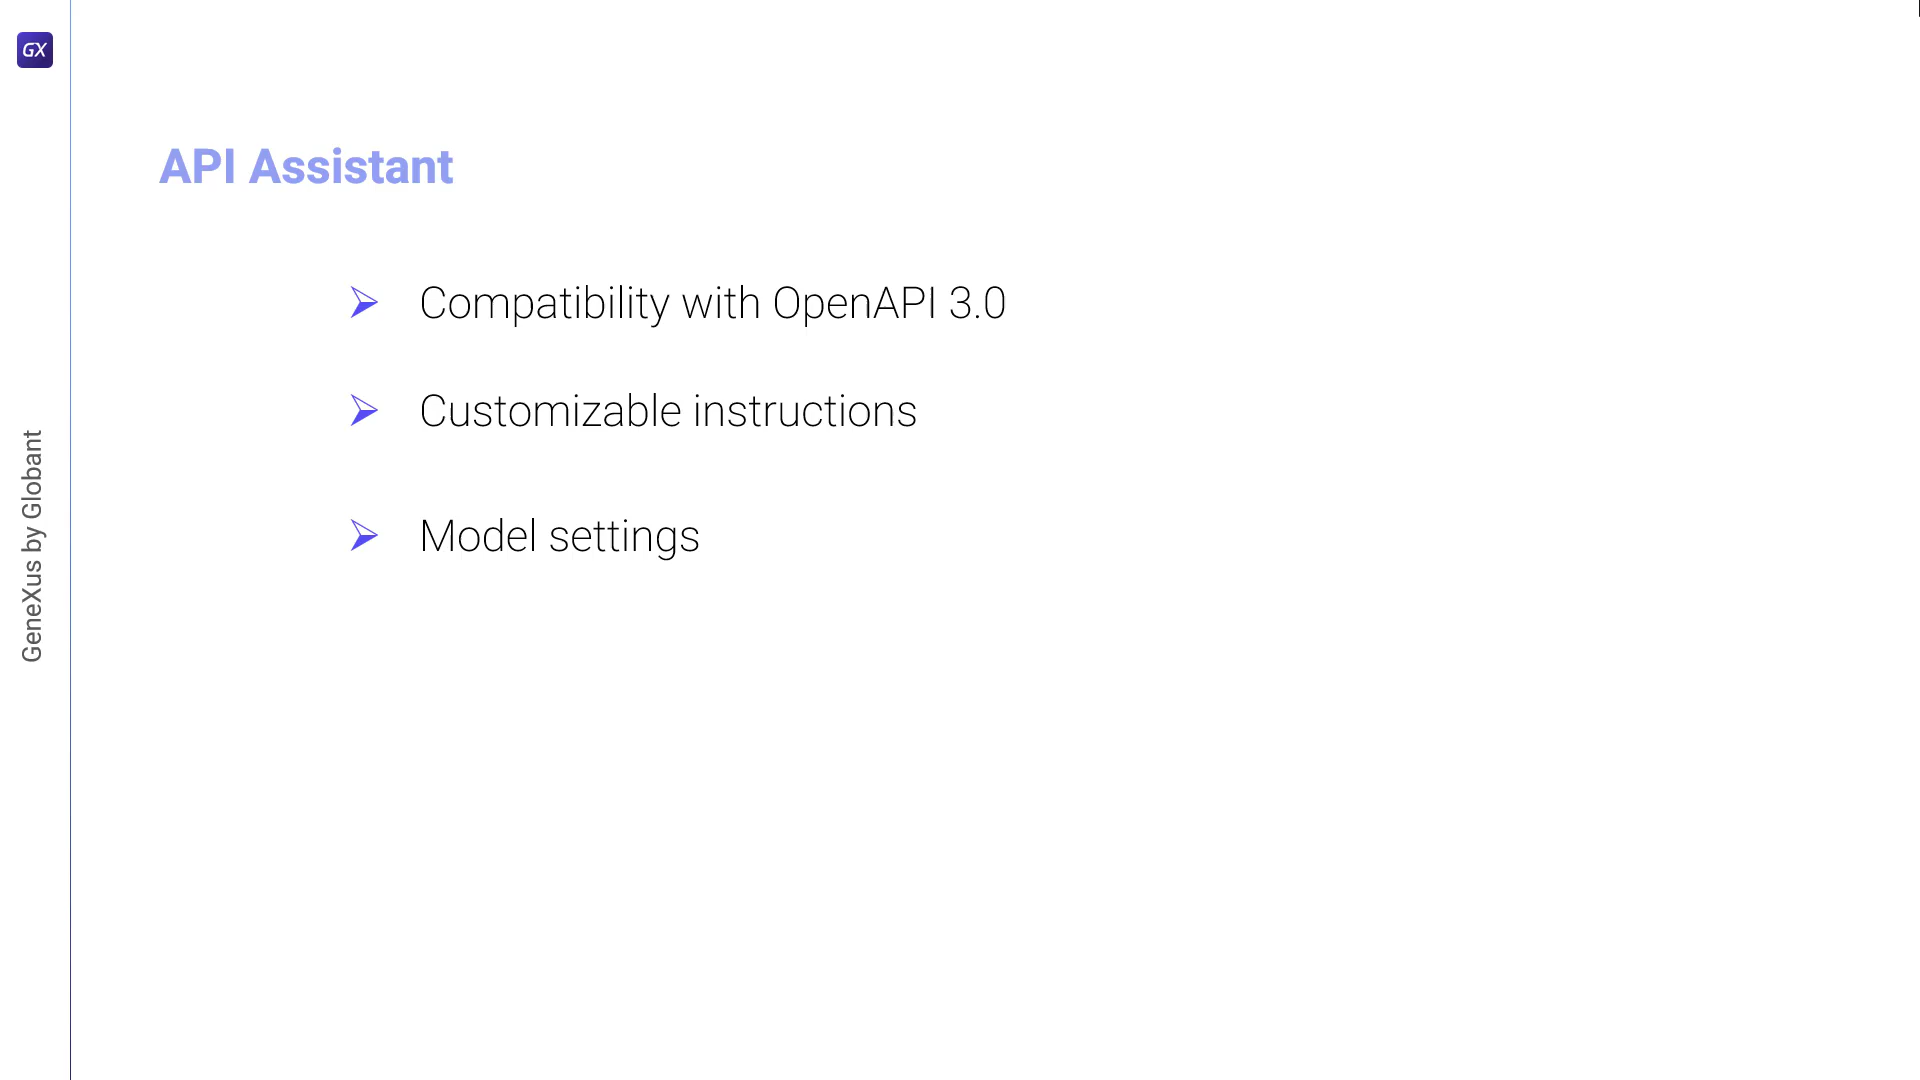 GX
API Assistant
Compatibility with OpenAPI 3.0
Customizable instructions
Model settings
GeneXus by Globant